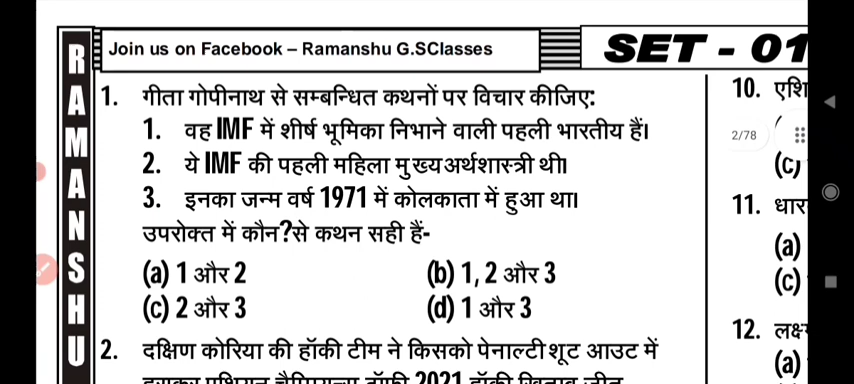 Join us on Facebook – Ramanshu G.SClasses
SET - 01
RAMANSHU
1. गीता गोपीनाथ से सम्बन्धित कथनों पर विचार कीजिए:
1. वह IMF में शीर्ष भूमिका निभाने वाली पहली भारतीय हैं।
2. ये IMF की पहली महिला मुख्यअर्थशास्त्री थी।
3. इनका जन्म वर्ष 1971 में कोलकाता में हुआ था।
उपरोक्त में कौन?से कथन सही हैं-
(a) 1 और 2 (b) 1, 2 और 3
(c) 2 और 3 (d) 1 और 3
2. दक्षिण कोरिया की हॉकी टीम ने किसको पेनाल्टी शूट आउट में
10. एशि
2/78
(c)
11. धार
(a)
(c)
12. लक्ष्
(a)